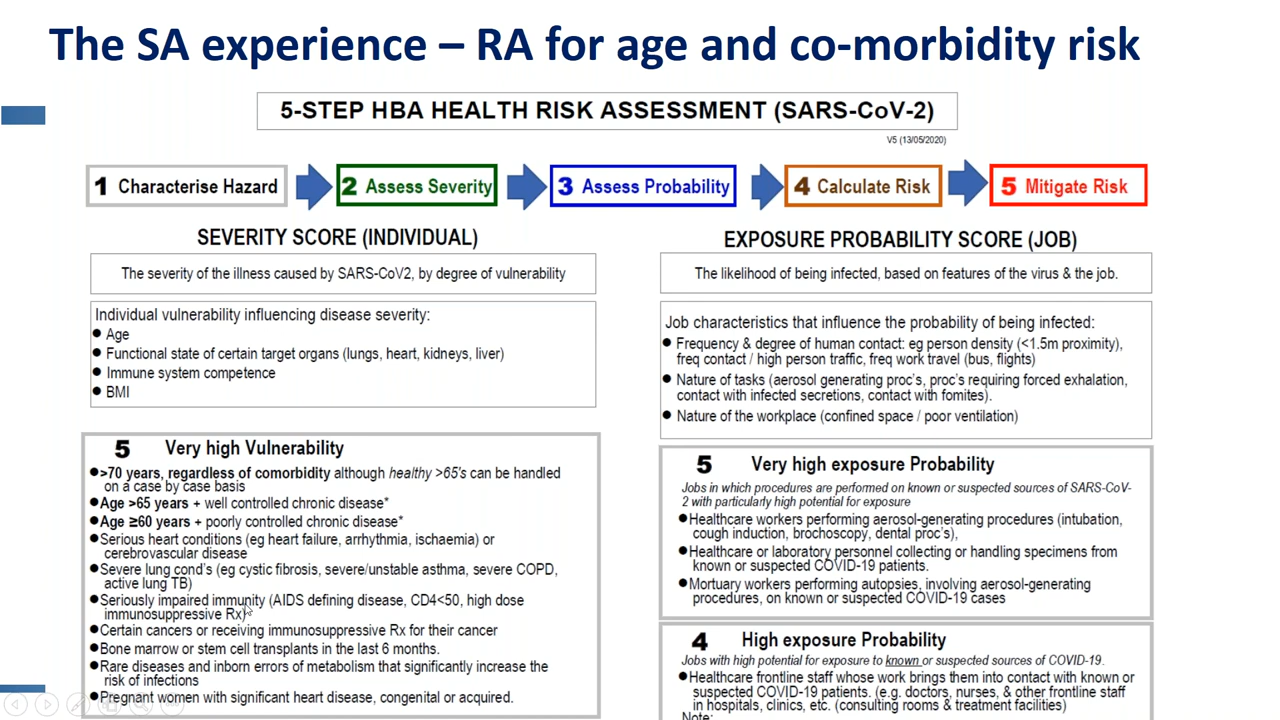 The SA experience – RA for age and co-morbidity risk
5-STEP HBA HEALTH RISK ASSESSMENT (SARS-CoV-2)
V5 (13/05/2020)
1 Characterise Hazard
2 Assess Severity
3 Assess Probability
4 Calculate Risk
5 Mitigate Risk
SEVERITY SCORE (INDIVIDUAL)
The severity of the illness caused by SARS-CoV2, by degree of vulnerability
Individual vulnerability influencing disease severity:
● Age
● Functional state of certain target organs (lungs, heart, kidneys, liver)
● Immune system competence
● BMI
5 Very high Vulnerability
●>70 years, regardless of comorbidity although healthy >65's can be handled
on a case by case basis
●Age >65 years + well controlled chronic disease*
●Age ≥60 years + poorly controlled chronic disease*
●Serious heart conditions (eg heart failure, arrhythmia, ischaemia) or
cerebrovascular disease
●Severe lung cond's (eg cystic fibrosis, severe/unstable asthma, severe COPD,
active lung TB)
●Seriously impaired immunity (AIDS defining disease, CD4<50, high dose
immunosuppressive Rx)
●Certain cancers or receiving immunosuppressive Rx for their cancer
●Bone marrow or stem cell transplants in the last 6 months.
●Rare diseases and inborn errors of metabolism that significantly increase the
risk of infections
●Pregnant women with significant heart disease, congenital or acquired.
EXPOSURE PROBABILITY SCORE (JOB)
The likelihood of being infected, based on features of the virus & the job.
Job characteristics that influence the probability of being infected:
● Frequency & degree of human contact: eg person density (<1.5m proximity),
freq contact / high person traffic, freq work travel (bus, flights)
● Nature of tasks (aerosol generating proc's, proc's requiring forced exhalation,
contact with infected secretions, contact with fomites).
● Nature of the workplace (confined space / poor ventilation)
5 Very high exposure Probability
Jobs in which procedures are performed on known or suspected sources of SARS-CoV-
2 with particularly high potential for exposure
●Healthcare workers performing aerosol-generating procedures (intubation,
cough induction, brochoscopy, dental proc's),
●Healthcare or laboratory personnel collecting or handling specimens from
known or suspected COVID-19 patients.
●Mortuary workers performing autopsies, involving aerosol-generating
procedures, on known or suspected COVID-19 cases
4 High exposure Probability
Jobs with high potential for exposure to known or suspected sources of COVID-19.
●Healthcare frontline staff whose work brings them into contact with known or
suspected COVID-19 patients. (e.g. doctors, nurses, & other frontline staff
in hospitals, clinics, etc. (consulting rooms & treatment facilities)
Note: